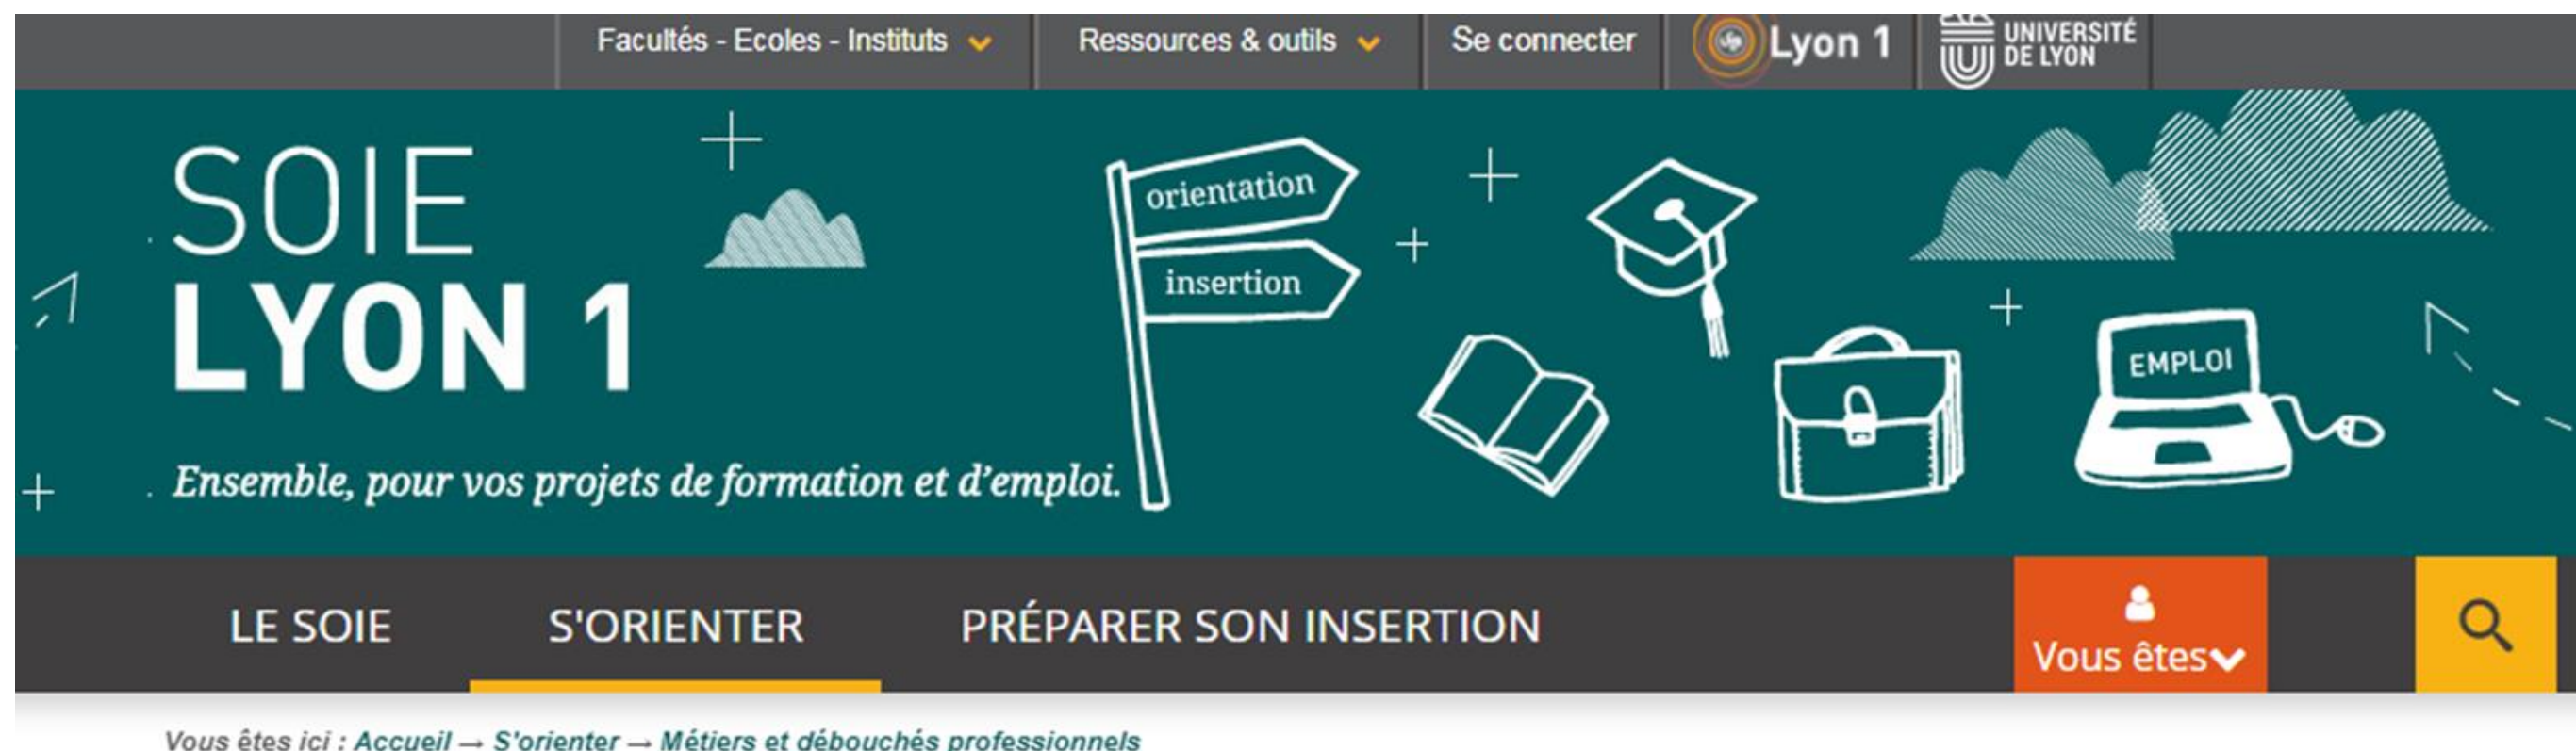 Facultés - Ecoles - Instituts
Ressources & outils
Se connecter
Lyon 1
UNIVERSITÉ
DE LYON
SOIE
LYON 1
Ensemble, pour vos projets de formation et d'emploi.
orientation
insertion
EMPLOI
LE SOIE
S'ORIENTER
PRÉPARER SON INSERTION
Vous êtes
Vous êtes ici : Accueil → S'orienter → Métiers et débouchés professionnels